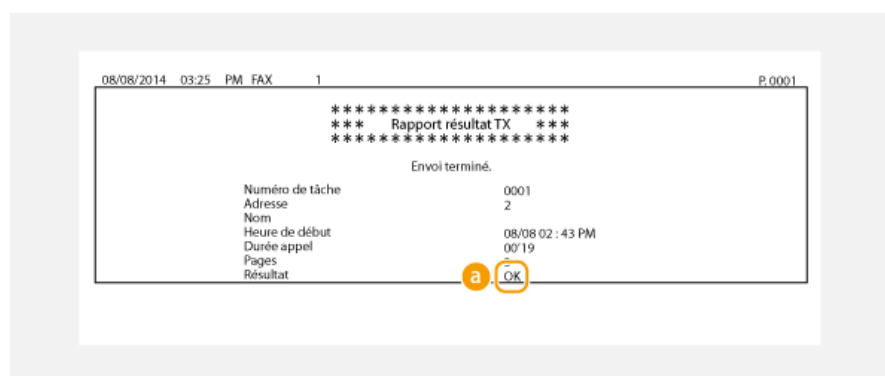 08/08/2014 03:25 PM FAX 1 P. 0001
********************
*** Rapport résultat TX ***
********************
Envoi terminé.
Numéro de tâche 0001
Adresse 2
Nom
Heure de début 08/08 02 : 43 PM
Durée appel 00'19
Pages
Résultat OK
a